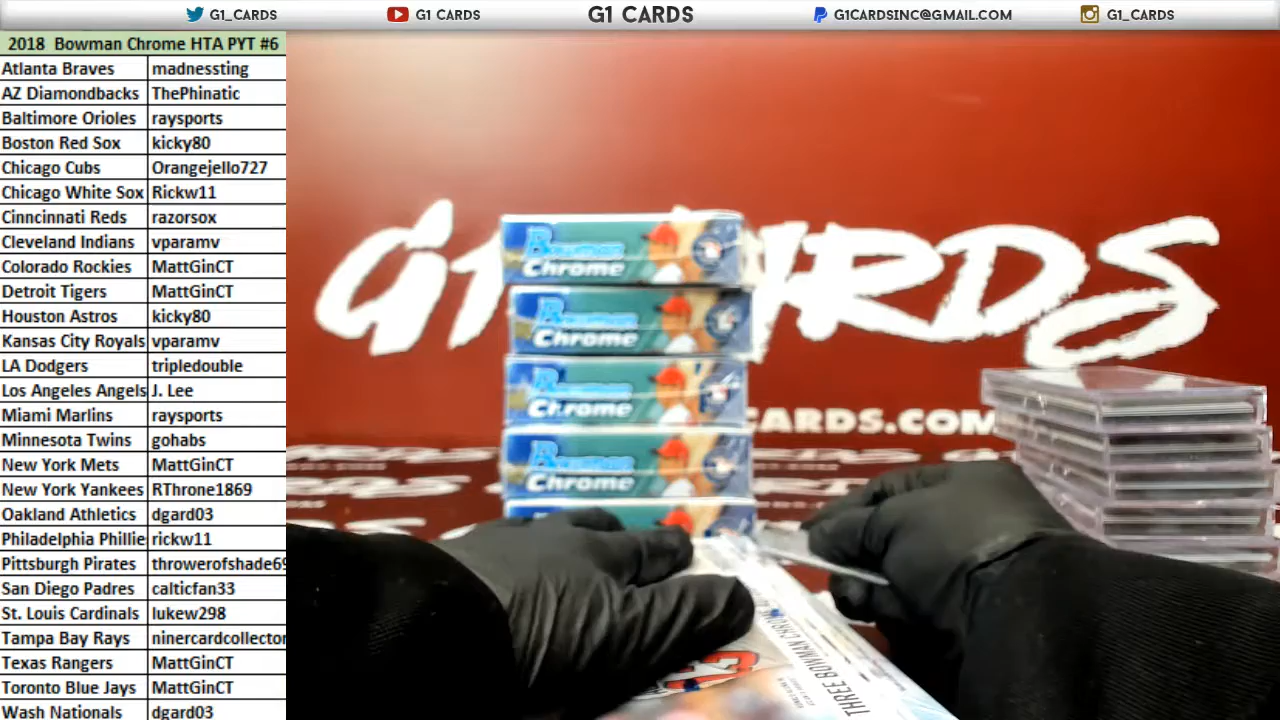 G1_CARDS
G1 CARDS
G1 CARDS
G1CARDSINC@GMAIL.COM
G1_CARDS
2018 Bowman Chrome HTA PYT #6
Atlanta Braves madnessting
AZ Diamondbacks ThePhinatic
Baltimore Orioles raysports
Boston Red Sox kicky80
Chicago Cubs Orangejello727
Chicago White Sox Rickw11
Cinncinnati Reds razorsox
Cleveland Indians vparamv
Colorado Rockies MattGinCT
Detroit Tigers MattGinCT
Houston Astros kicky80
Kansas City Royals vparamv
LA Dodgers tripledouble
Los Angeles Angels J. Lee
Miami Marlins raysports
Minnesota Twins gohabs
New York Mets MattGinCT
New York Yankees RThrone1869
Oakland Athletics dgard03
Philadelphia Phillie rickw11
Pittsburgh Pirates throwerofshade69
San Diego Padres calticfan33
St. Louis Cardinals lukew298
Tampa Bay Rays ninercardcollector
Texas Rangers MattGinCT
Toronto Blue Jays MattGinCT
Wash Nationals dgard03
G1 CARDS
CARDS.COM
Bowman
Chrome
Bowman
Chrome
Bowman
Chrome
Bowman
Chrome
THREE BOWMAN CHROME